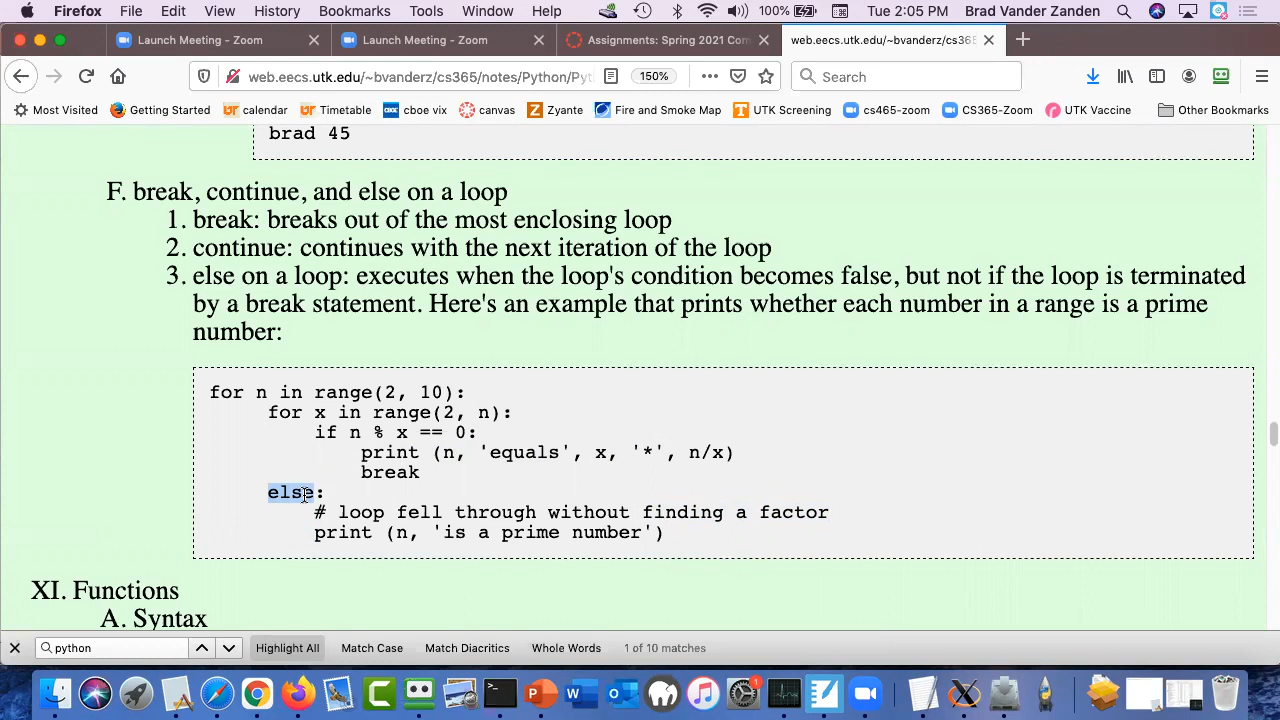 Firefox File Edit View History Bookmarks Tools Window Help 100% Tue 2:05 PM Brad Vander Zanden
Launch Meeting - Zoom Launch Meeting - Zoom Assignments: Spring 2021 Com web.eecs.utk.edu/~bvanderz/cs365
web.eecs.utk.edu/~bvanderz/cs365/notes/Python/Pyt 150% Search
Most Visited Getting Started calendar Timetable cboe vix canvas Zyante Fire and Smoke Map UTK Screening cs465-zoom CS365-Zoom UTK Vaccine Other Bookmarks
brad 45
F. break, continue, and else on a loop
1. break: breaks out of the most enclosing loop
2. continue: continues with the next iteration of the loop
3. else on a loop: executes when the loop's condition becomes false, but not if the loop is terminated
by a break statement. Here's an example that prints whether each number in a range is a prime
number:
for n in range(2, 10):
for x in range(2, n):
if n % x == 0:
print (n, 'equals', x, '*', n/x)
break
else:
# loop fell through without finding a factor
print (n, 'is a prime number')
XI. Functions
A. Syntax
python Highlight All Match Case Match Diacritics Whole Words 1 of 10 matches